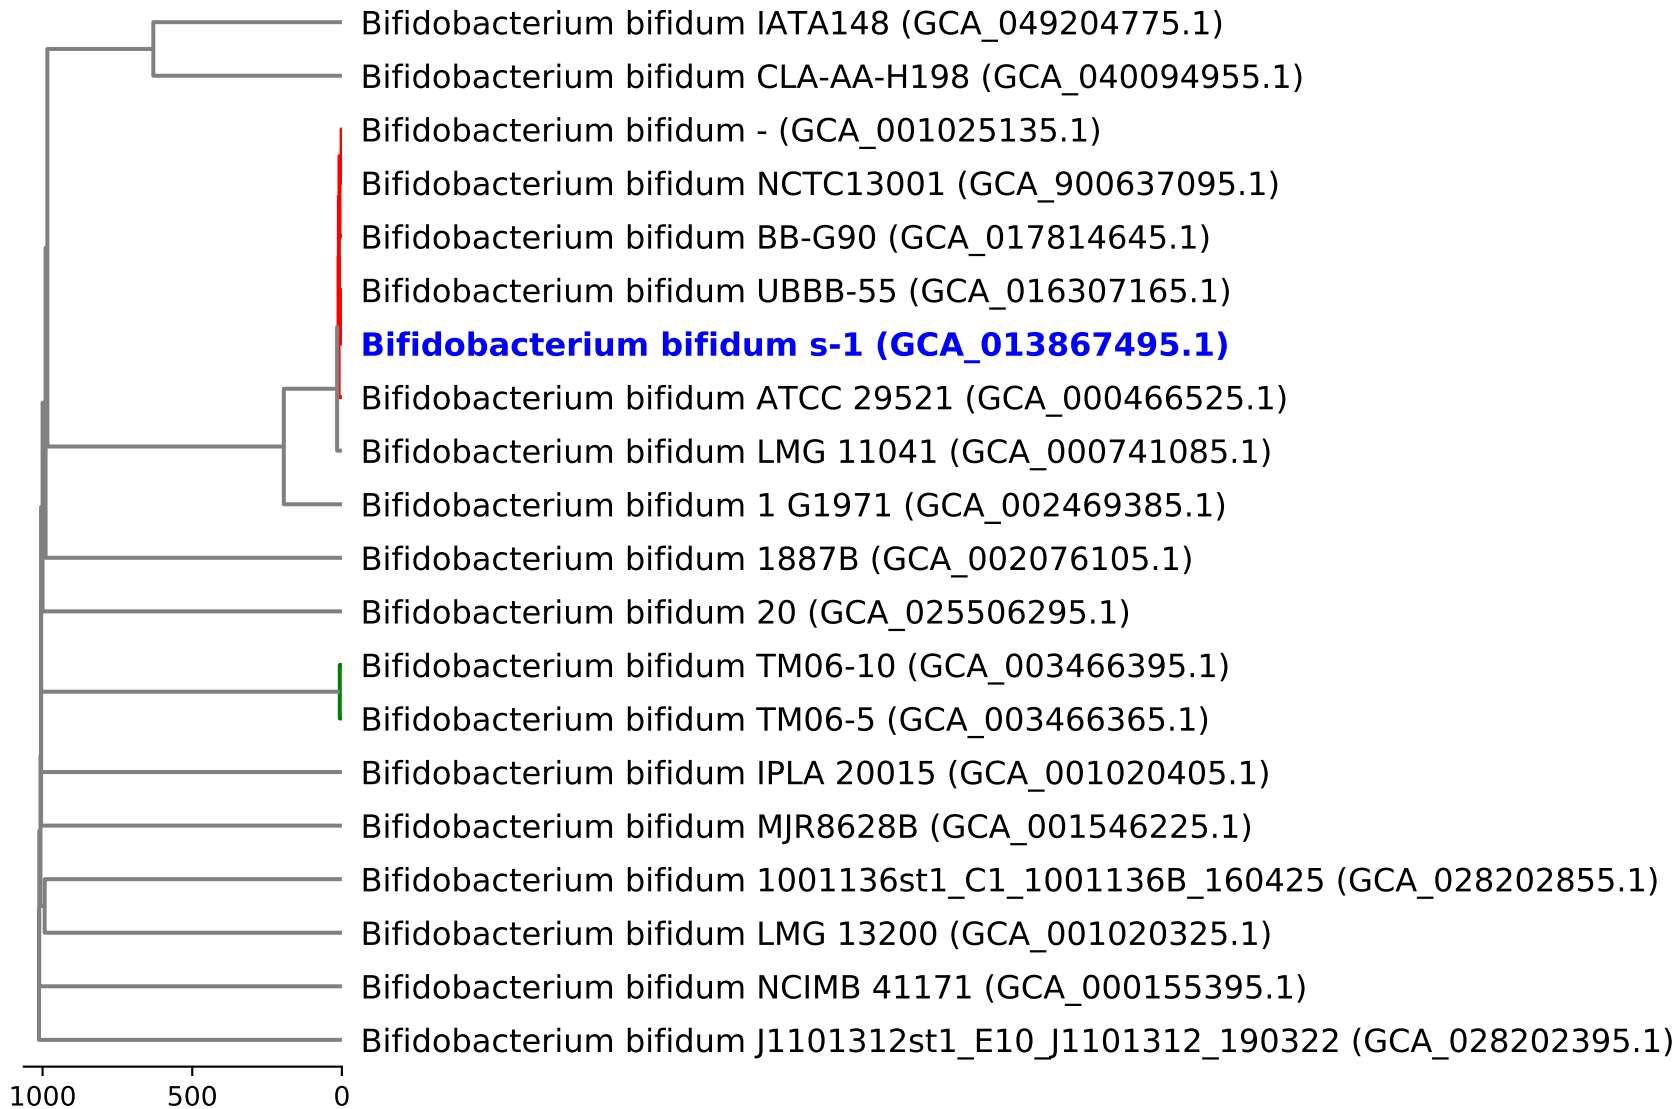 Bifidobacterium bifidum IATA148 (GCA_049204775.1)
Bifidobacterium bifidum CLA-AA-H198 (GCA_040094955.1)
Bifidobacterium bifidum - (GCA_001025135.1)
Bifidobacterium bifidum NCTC13001 (GCA_900637095.1)
Bifidobacterium bifidum BB-G90 (GCA_017814645.1)
Bifidobacterium bifidum UBBB-55 (GCA_016307165.1)
Bifidobacterium bifidum s-1 (GCA_013867495.1)
Bifidobacterium bifidum ATCC 29521 (GCA_000466525.1)
Bifidobacterium bifidum LMG 11041 (GCA_000741085.1)
Bifidobacterium bifidum 1 G1971 (GCA_002469385.1)
Bifidobacterium bifidum 1887B (GCA_002076105.1)
Bifidobacterium bifidum 20 (GCA_025506295.1)
Bifidobacterium bifidum TM06-10 (GCA_003466395.1)
Bifidobacterium bifidum TM06-5 (GCA_003466365.1)
Bifidobacterium bifidum IPLA 20015 (GCA_001020405.1)
Bifidobacterium bifidum MJR8628B (GCA_001546225.1)
Bifidobacterium bifidum 1001136st1_C1_1001136B_160425 (GCA_028202855.1)
Bifidobacterium bifidum LMG 13200 (GCA_001020325.1)
Bifidobacterium bifidum NCIMB 41171 (GCA_000155395.1)
Bifidobacterium bifidum J1101312st1_E10_J1101312_190322 (GCA_028202395.1)
1000 500 0